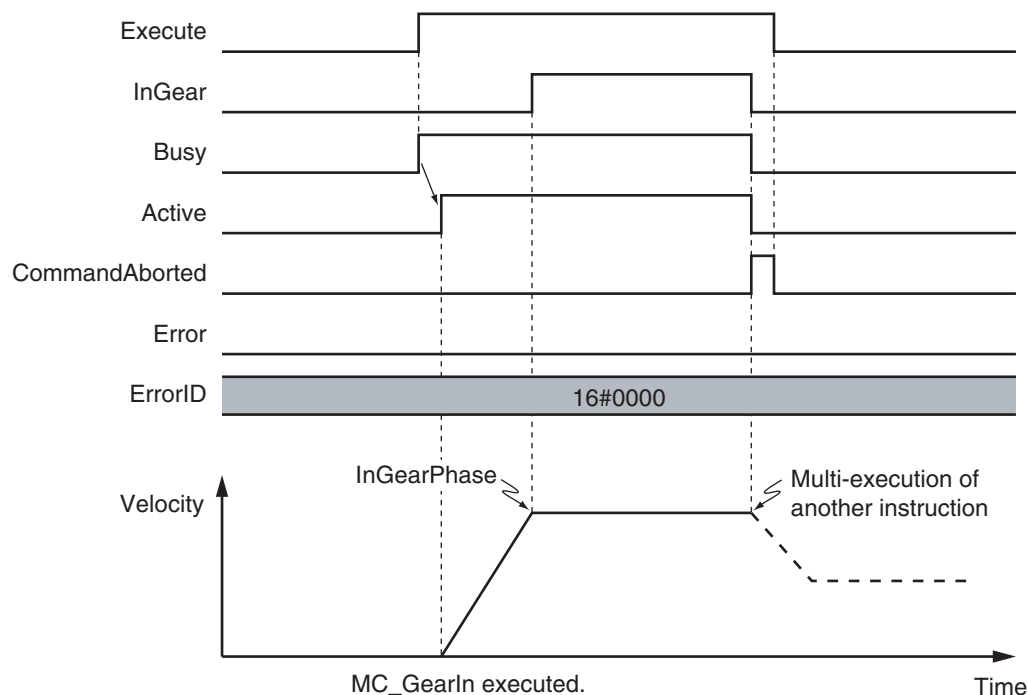 Execute
InGear
Busy
Active
CommandAborted
Error
ErrorID
16#0000
InGearPhase
Multi-execution of
another instruction
Velocity
MC_GearIn executed.
Time